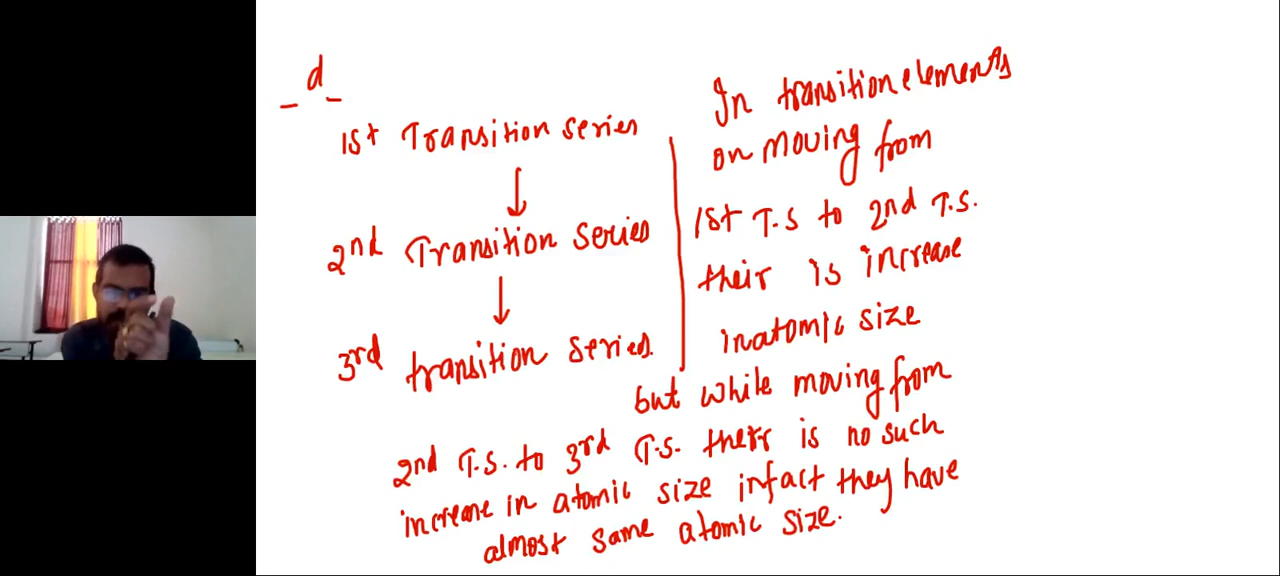 _d_
1st Transition series
↓
2nd Transition series
↓
3rd transition series.
In transition elements
on moving from
1st T.S to 2nd T.S.
their is increase
in atomic size
but while moving from
2nd T.S. to 3rd T.S. their is no such
increase in atomic size infact they have
almost same atomic size.